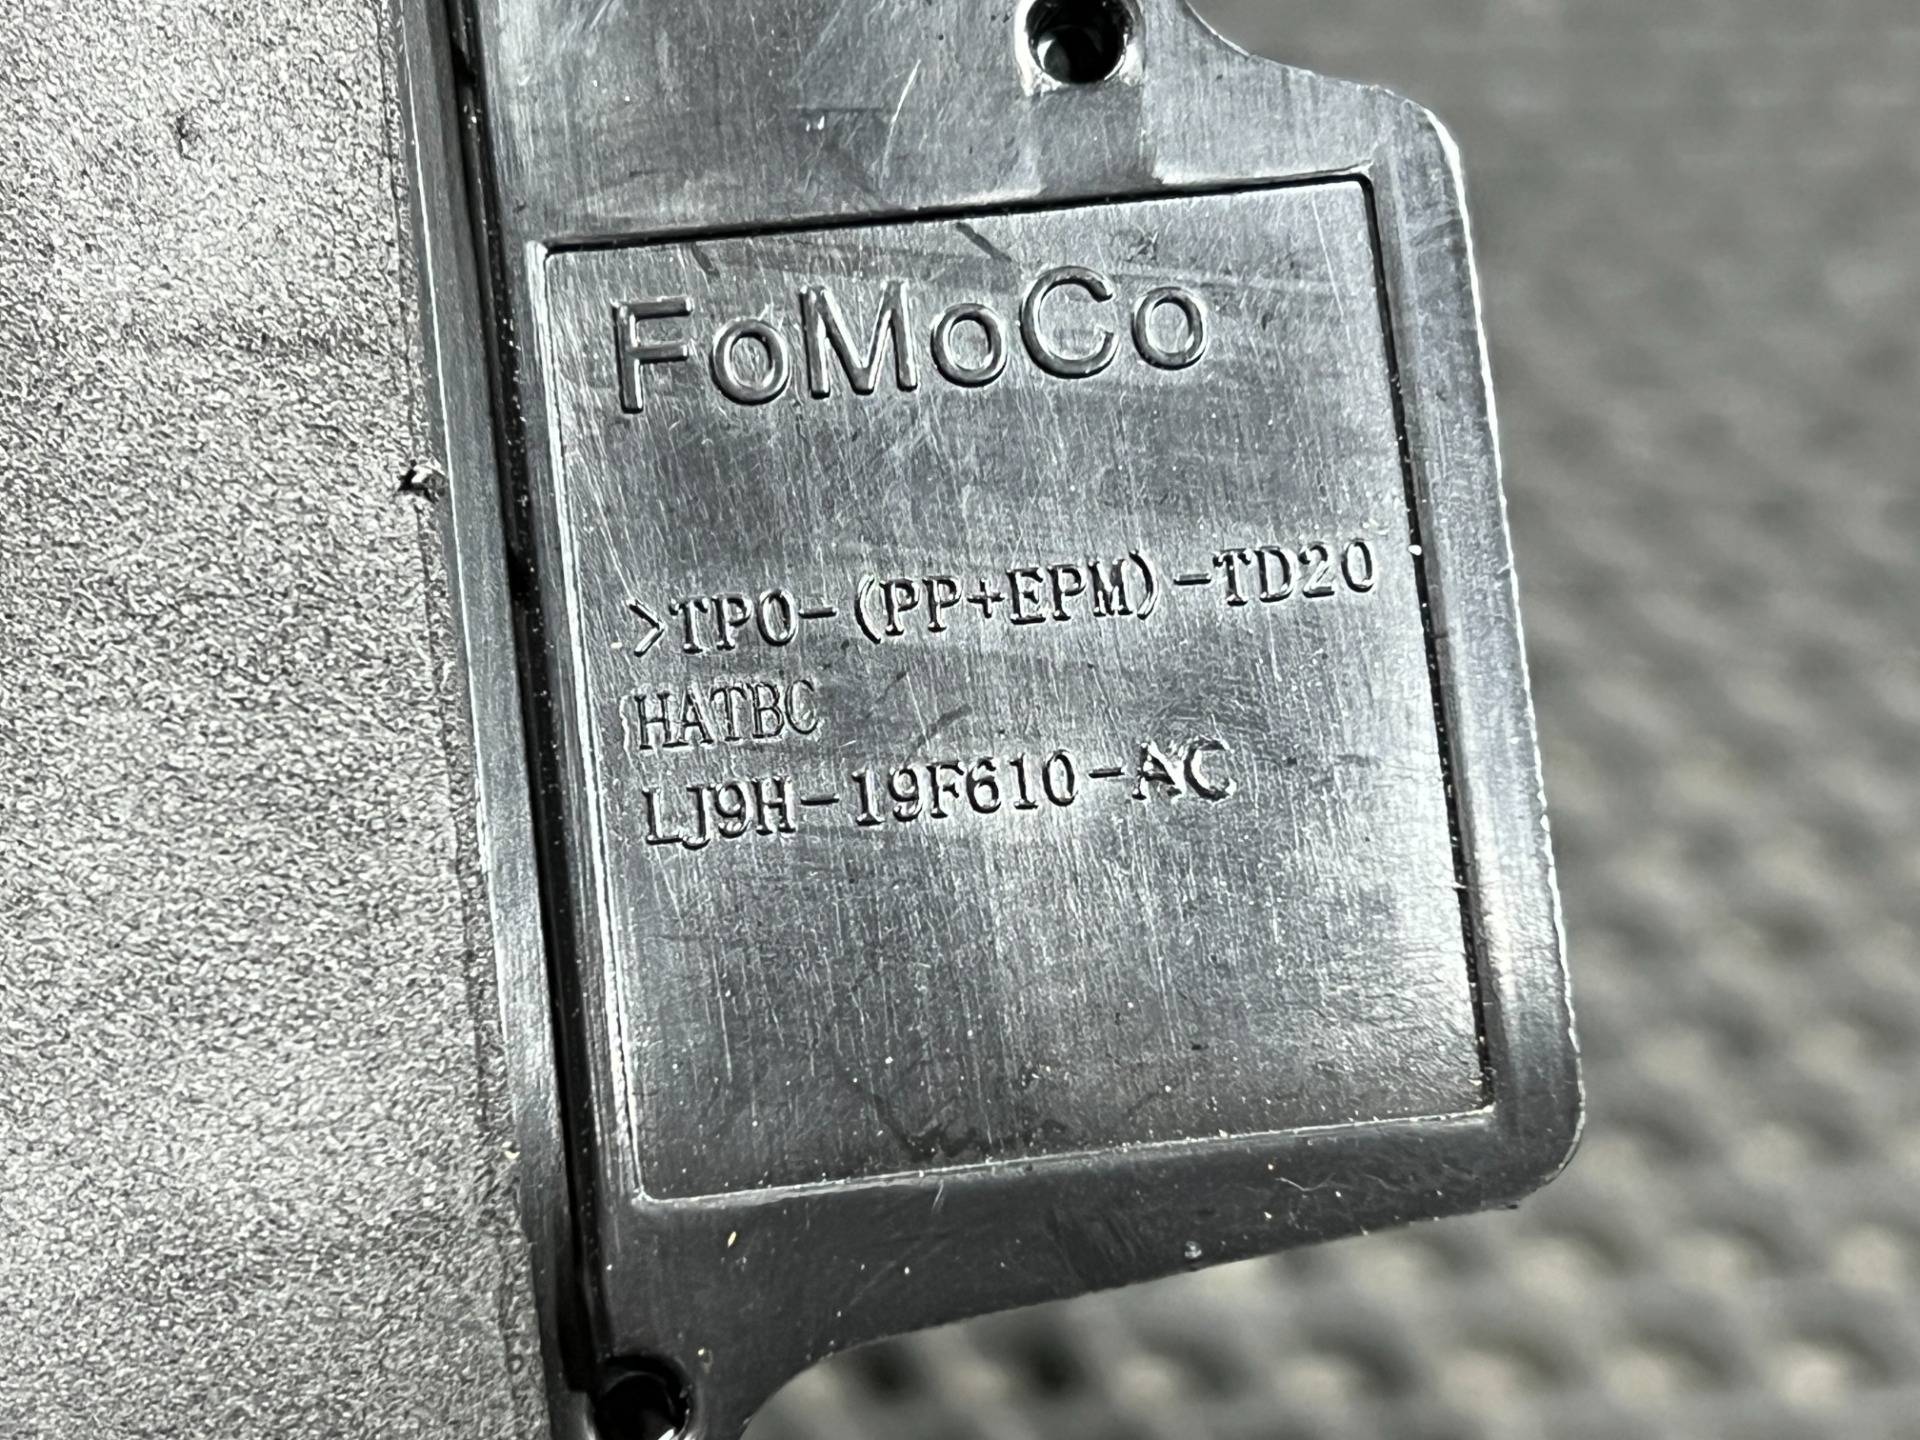 FoMoCo
>TPO-(PP+EPM)-TD20
HATBC
LJ9H-19F610-AC